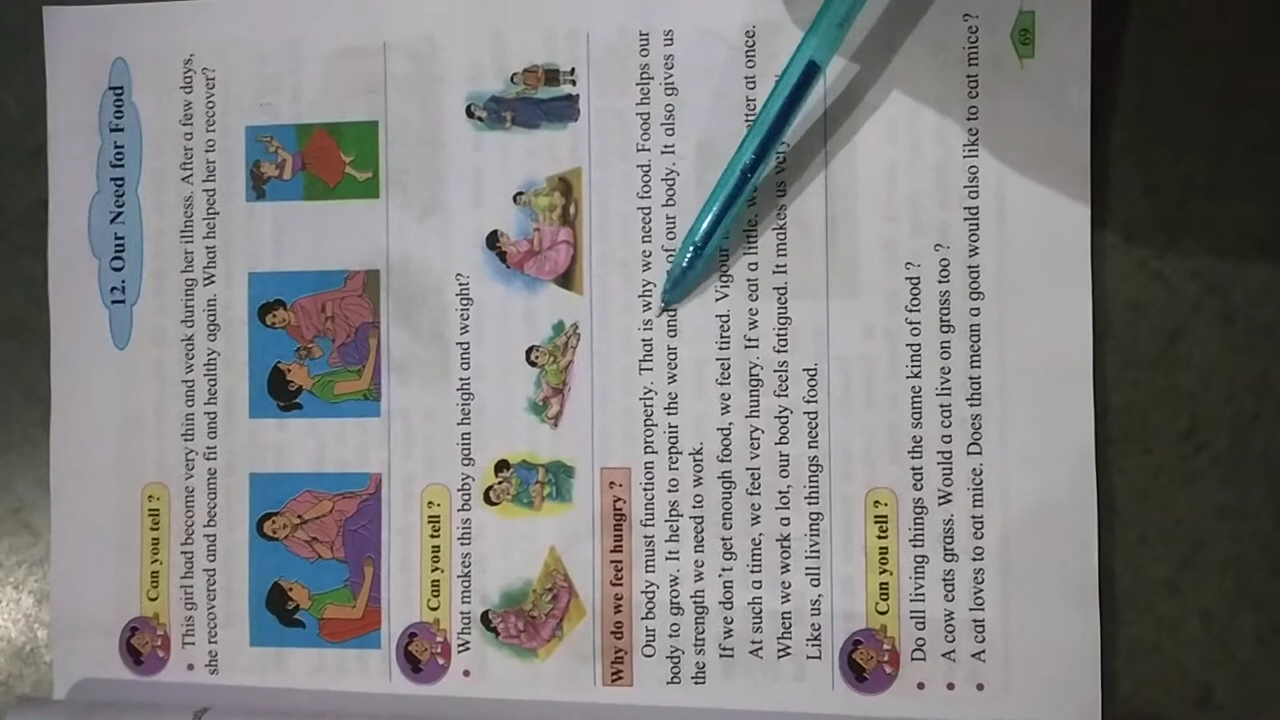 12. Our Need for Food
Can you tell ?
• This girl had become very thin and weak during her illness. After a few days,
she recovered and became fit and healthy again. What helped her to recover?
Can you tell ?
• What makes this baby gain height and weight?
Why do we feel hungry ?
Our body must function properly. That is why we need food. Food helps our
body to grow. It helps to repair the wear and of our body. It also gives us
the strength we need to work.
If we don't get enough food, we feel tired. Vigour
At such a time, we feel very hungry. If we eat a little, at once.
When we work a lot, our body feels fatigued. It makes us very
Like us, all living things need food.
Can you tell ?
• Do all living things eat the same kind of food ?
• A cow eats grass. Would a cat live on grass too ?
• A cat loves to eat mice. Does that mean a goat would also like to eat mice ?
69